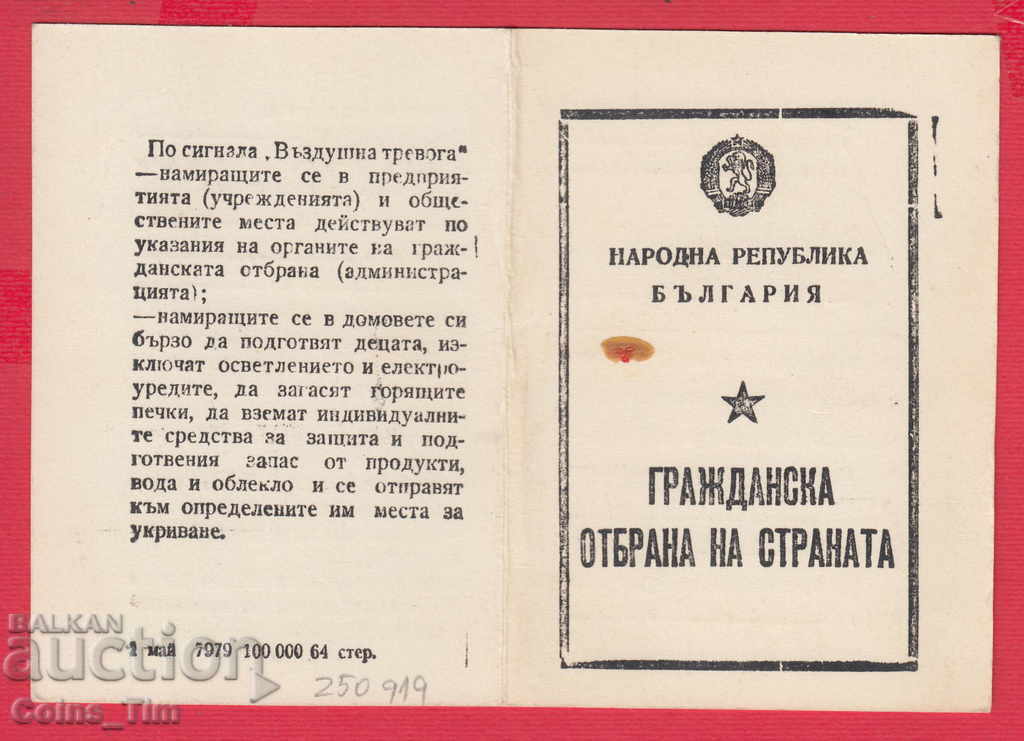 По сигнала „Въздушна тревога"
—намиращите се в предприя-
тията (учрежденията) и общe-
ствените места действуват по
указания на органите на граж-
данската отбрана (администра-
цията);
—намиращите се в домовете си
бързо да подготвят децата, из-
ключат осветлението и електро-
уредите, да загасят горящите
печки, да вземат индивидуални-
те средства за защита и под-
готвения запас от продукти,
вода и облекло и се отправят
към определените им места за
укриване.
1 май 7979 100 000 64 стер.
250 919
НАРОДНА РЕПУБЛИКА
БЪЛГАРИЯ
ГРАЖДАНСКА
ОТБРАНА НА СТРАНАТА
BALKAN
auction
Coins_Tim